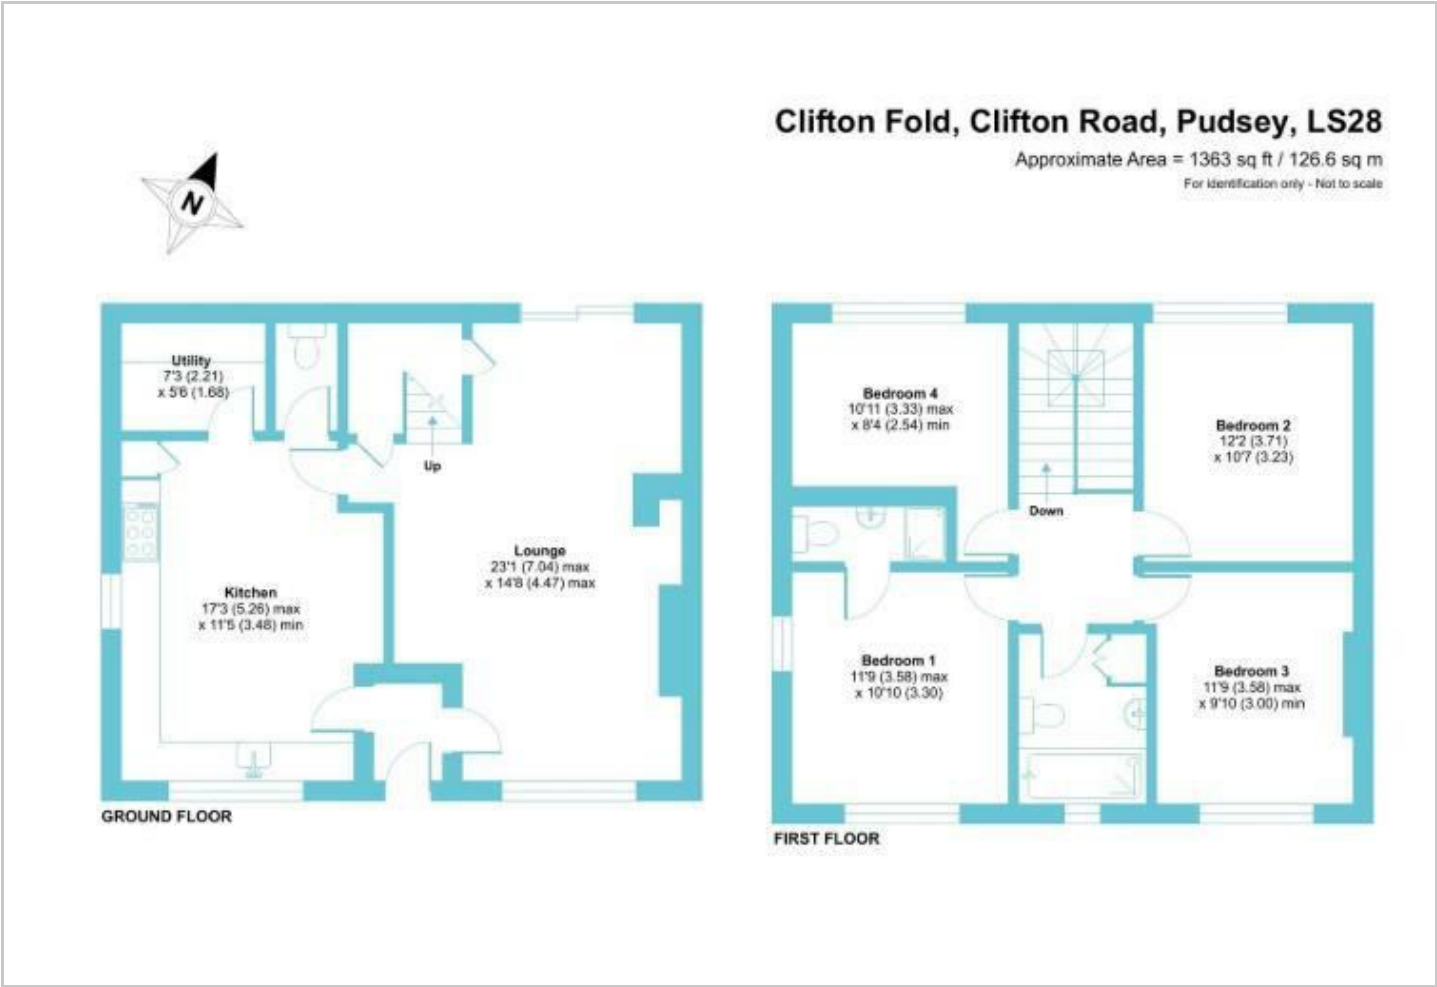 Clifton Fold, Clifton Road, Pudsey, LS28
Approximate Area = 1363 sq ft / 126.6 sq m
For identification only - Not to scale
N
Utility
7'3 (2.21)
x 5'6 (1.68)
Up
Lounge
23'1 (7.04) max
x 14'8 (4.47) max
Kitchen
17'3 (5.26) max
x 11'5 (3.48) min
GROUND FLOOR
Bedroom 4
10'11 (3.33) max
x 8'4 (2.54) min
Bedroom 2
12'2 (3.71)
x 10'7 (3.23)
Down
Bedroom 1
11'9 (3.58) max
x 10'10 (3.30)
Bedroom 3
11'9 (3.58) max
x 9'10 (3.00) min
FIRST FLOOR